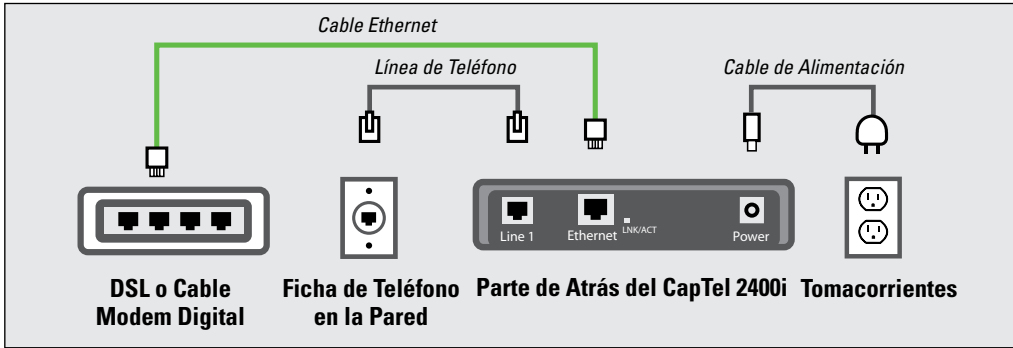 Cable Ethernet
Línea de Teléfono
Cable de Alimentación
Line 1
Ethernet
LNK/ACT
Power
DSL o Cable
Modem Digital
Ficha de Teléfono
en la Pared
Parte de Atrás del CapTel 2400i
Tomacorrientes